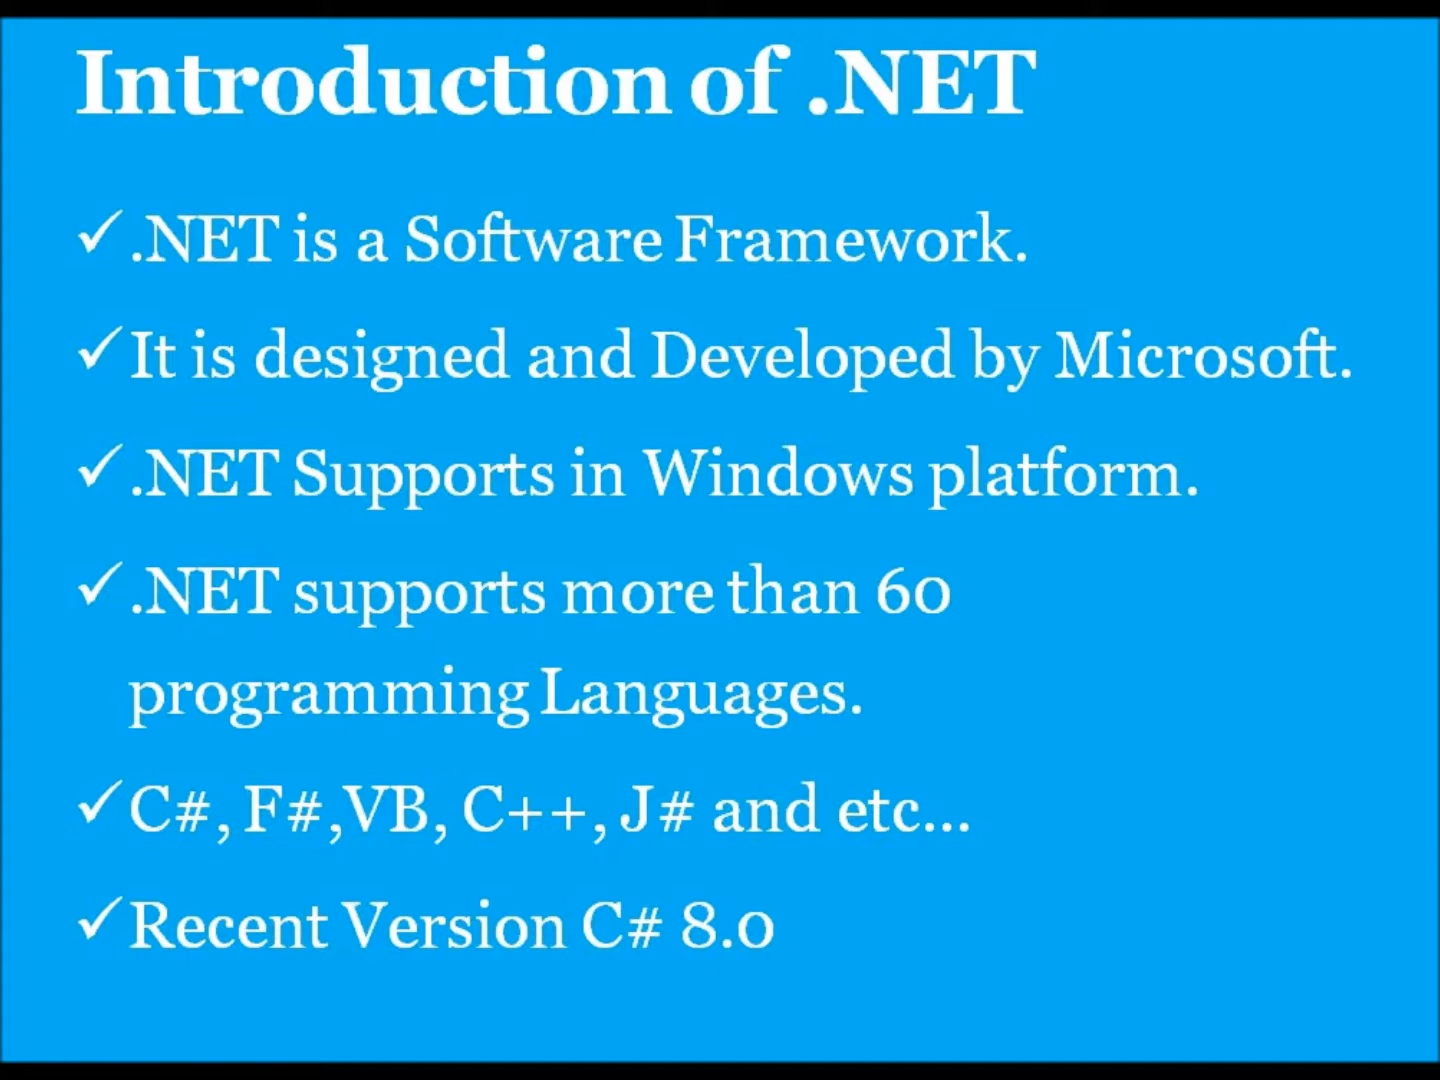 Introduction of .NET
✓.NET is a Software Framework.
✓It is designed and Developed by Microsoft.
✓.NET Supports in Windows platform.
✓.NET supports more than 60
programming Languages.
✓C#, F#,VB, C++, J# and etc...
✓Recent Version C# 8.0